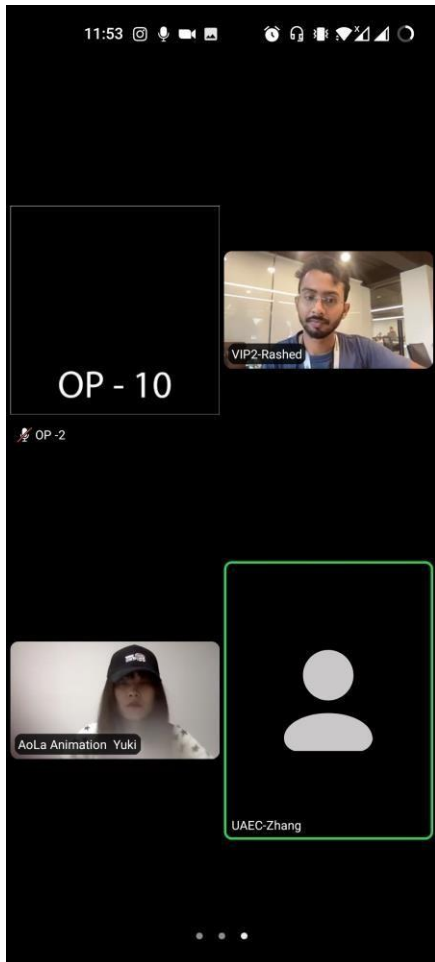 11:53
OP - 10
OP -2
VIP2-Rashed
AoLa Animation Yuki
UAEC-Zhang